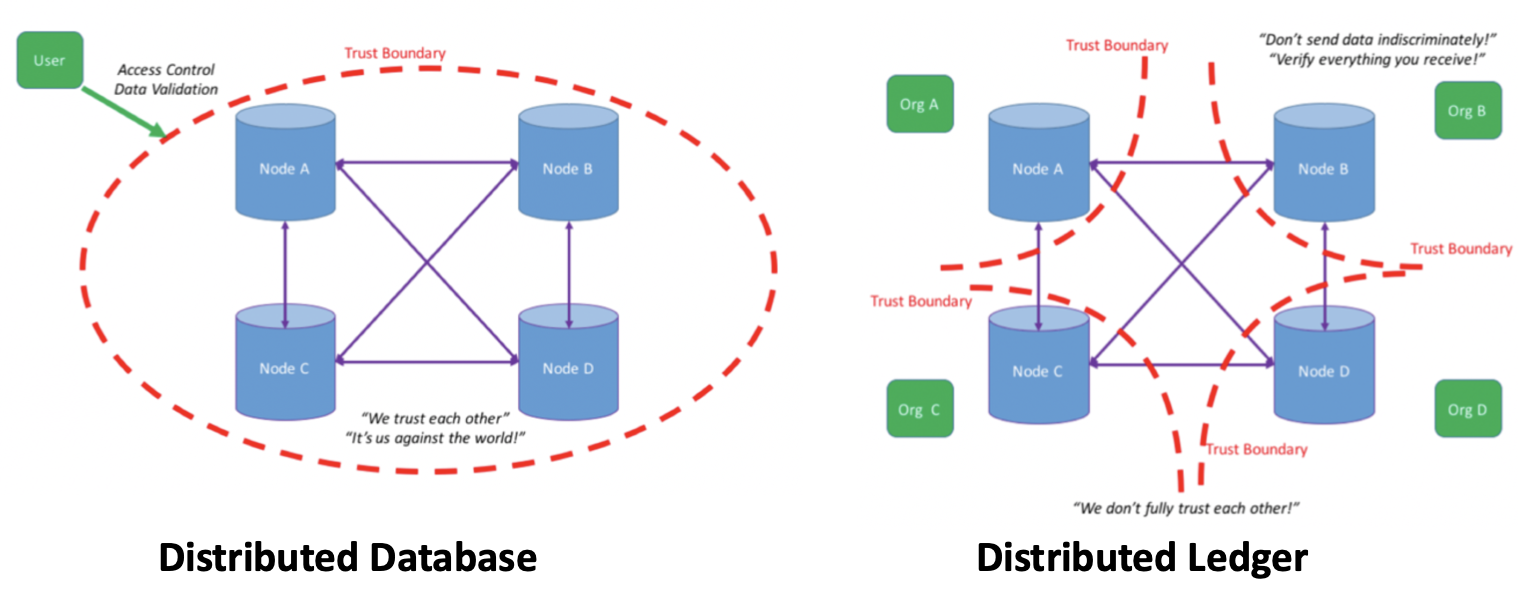 User
Access Control
Data Validation
Trust Boundary
Node A
Node B
Node C
Node D
“We trust each other”
“It’s us against the world!”
Distributed Database
Trust Boundary
“Don’t send data indiscriminately!”
“Verify everything you receive!”
Org A
Org B
Node A
Node B
Trust Boundary
Trust Boundary
Node C
Node D
Org C
Org D
Trust Boundary
“We don’t fully trust each other!”
Distributed Ledger